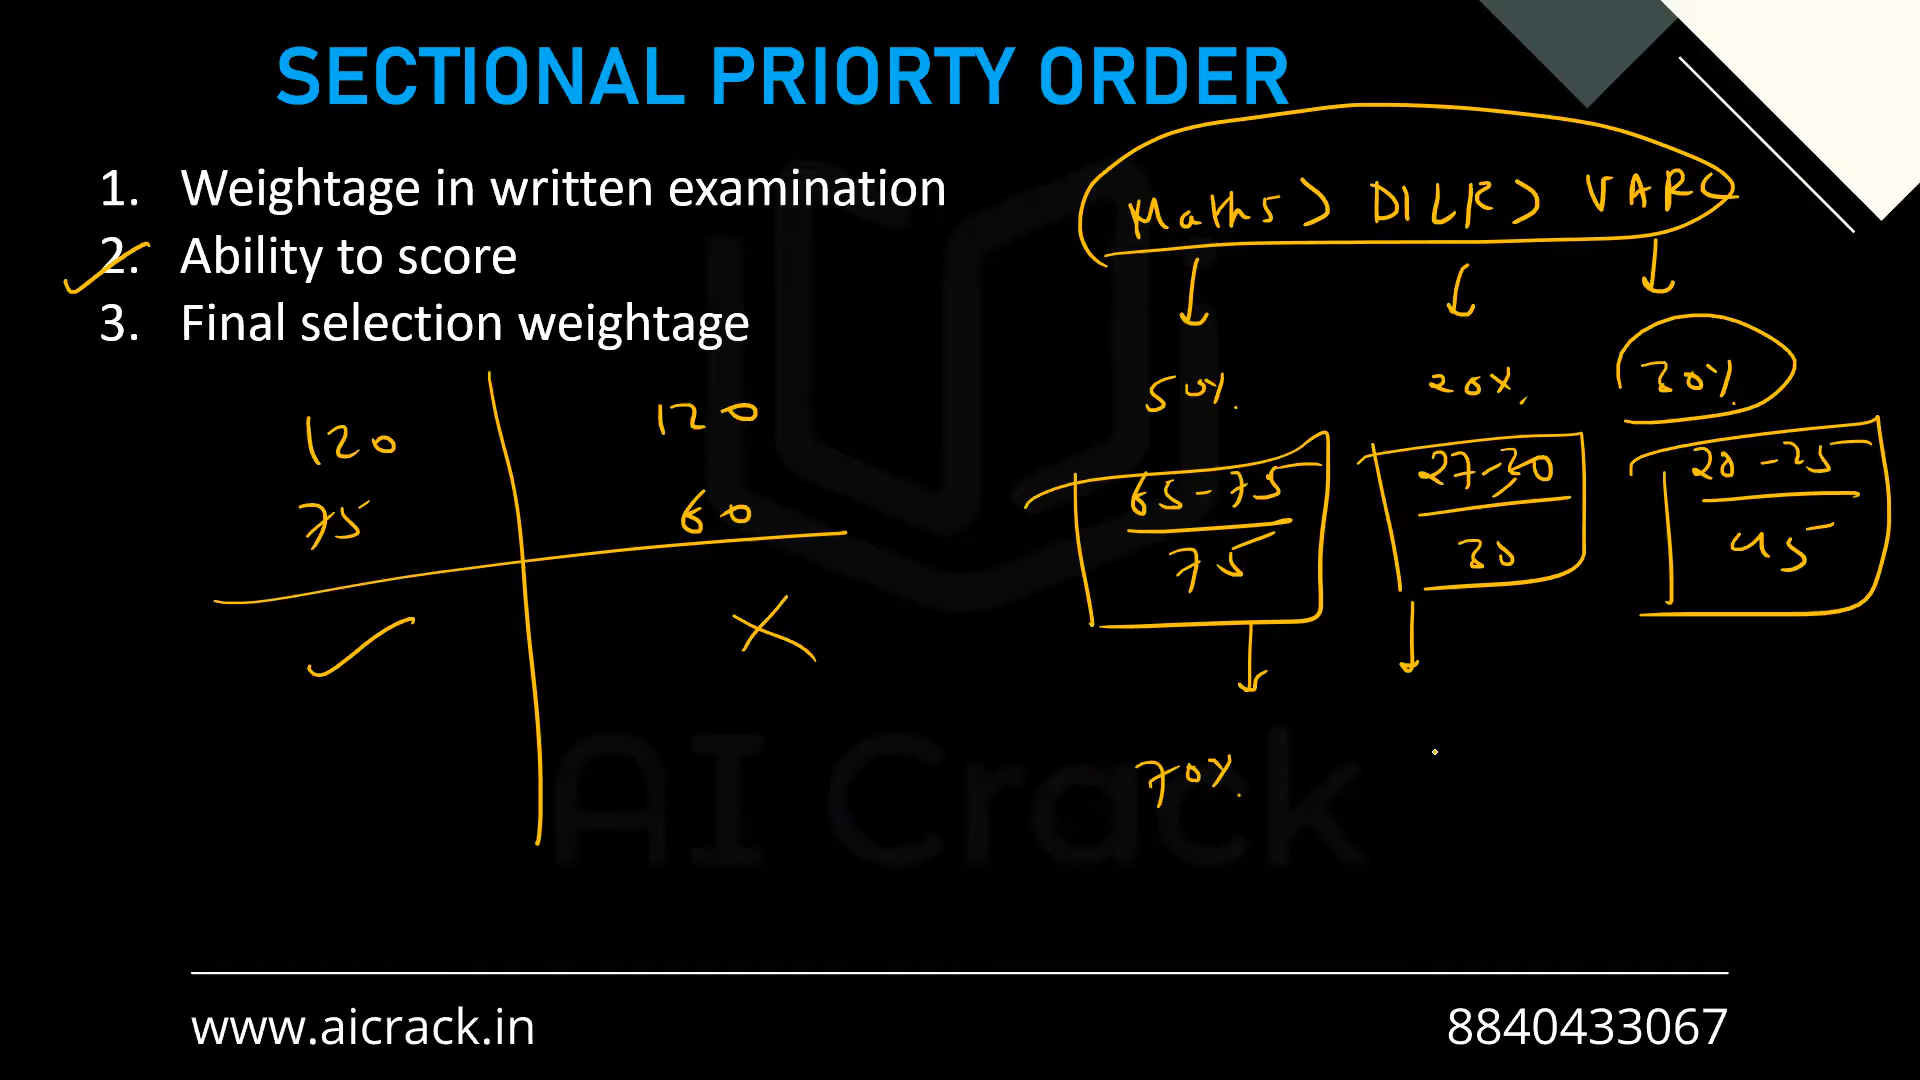 SECTIONAL PRIORTY ORDER
1. Weightage in written examination
2. Ability to score
3. Final selection weightage
Maths > DILR > VARC
50% 20% 30%
65-75 27-30 20-25
75 30 45
70%
120 120
75 60
AI Crack
www.aicrack.in
8840433067